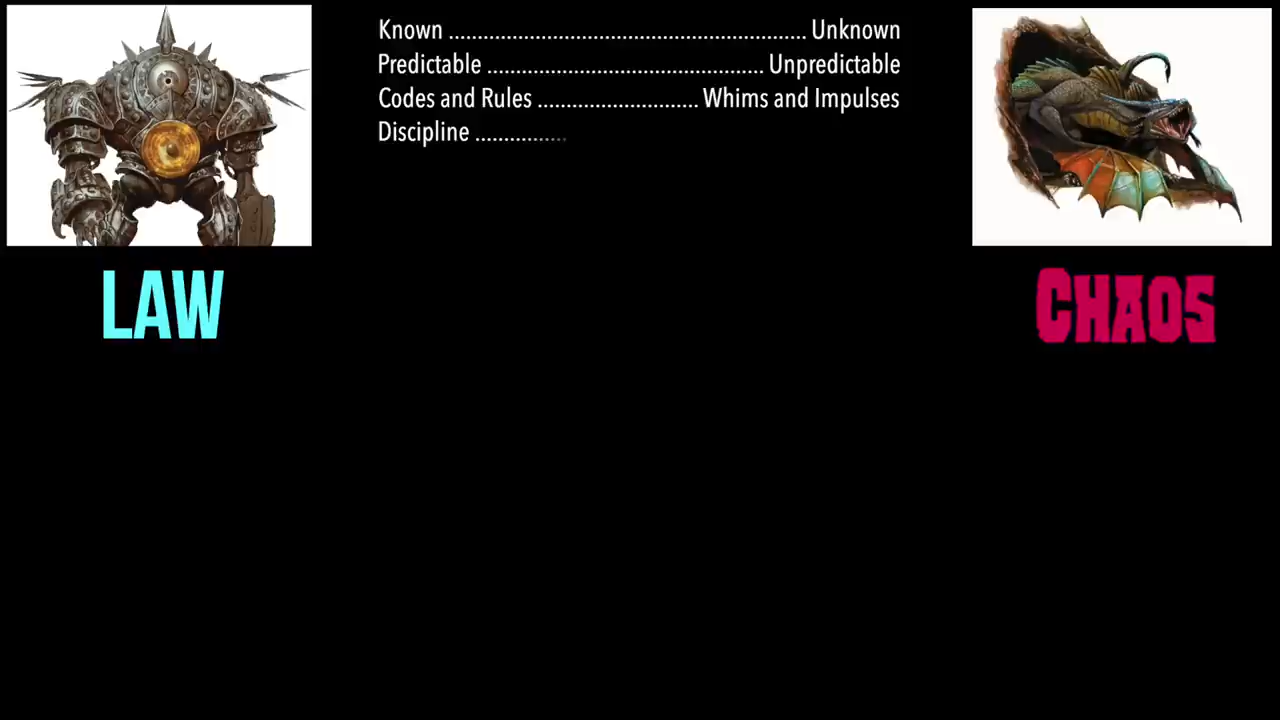 Known ............................................................. Unknown
Predictable ............................................... Unpredictable
Codes and Rules ........................... Whims and Impulses
Discipline ...............
LAW
CHAOS